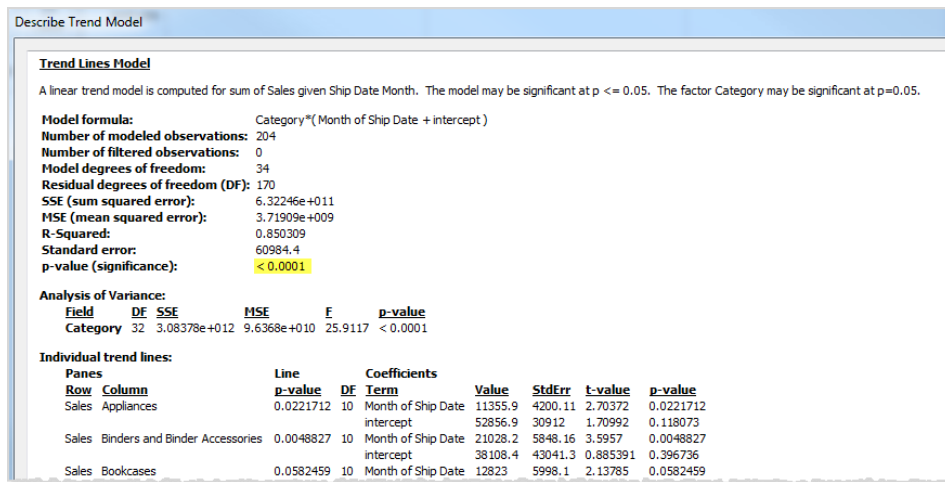 Describe Trend Model
Trend Lines Model
A linear trend model is computed for sum of Sales given Ship Date Month. The model may be significant at p <= 0.05. The factor Category may be significant at p=0.05.
Model formula: Category*( Month of Ship Date + intercept )
Number of modeled observations: 204
Number of filtered observations: 0
Model degrees of freedom: 34
Residual degrees of freedom (DF): 170
SSE (sum squared error): 6.32246e+011
MSE (mean squared error): 3.71909e+009
R-Squared: 0.850309
Standard error: 60984.4
p-value (significance): < 0.0001
Analysis of Variance:
Field DF SSE MSE F p-value
Category 32 3.08378e+012 9.6368e+010 25.9117 < 0.0001
Individual trend lines:
Panes Line Coefficients
Row Column p-value DF Term Value StdErr t-value p-value
Sales Appliances 0.0221712 10 Month of Ship Date 11355.9 4200.11 2.70372 0.0221712
intercept 52856.9 30912 1.70992 0.118073
Sales Binders and Binder Accessories 0.0048827 10 Month of Ship Date 21028.2 5848.16 3.5957 0.0048827
intercept 38108.4 43041.3 0.885391 0.396736
Sales Bookcases 0.0582459 10 Month of Ship Date 12823 5998.1 2.13785 0.0582459